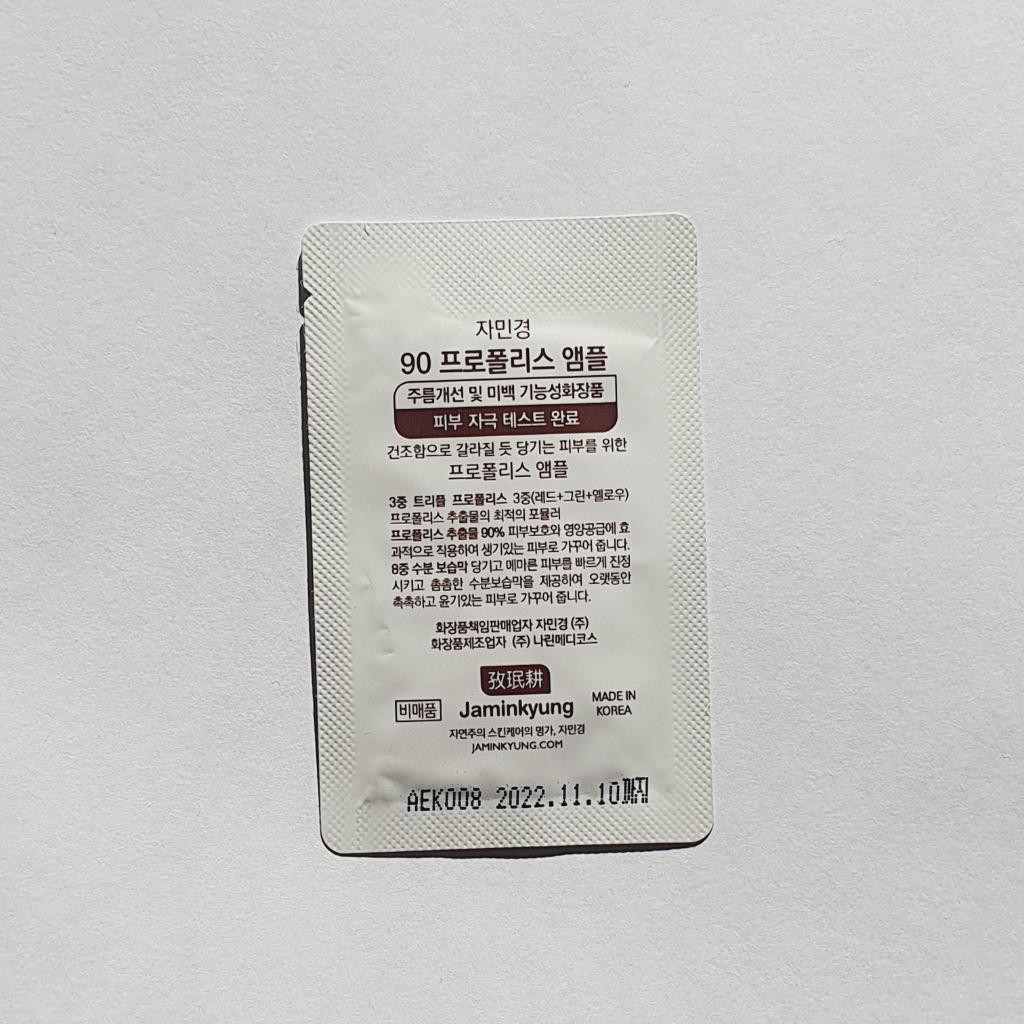 자민경
90 프로폴리스 앰플
주름개선 및 미백 기능성화장품
피부 자극 테스트 완료
건조함으로 갈라질 듯 당기는 피부를 위한
프로폴리스 앰플
3중 트리플 프로폴리스 3중(레드+그린+옐로우)
프로폴리스 추출물의 최적의 포뮬러
프로폴리스 추출물 90% 피부보호와 영양공급에 효
과적으로 작용하여 생기있는 피부로 가꾸어 줍니다.
8중 수분 보습막 당기고 메마른 피부를 빠르게 진정
시키고 촘촘한 수분보습막을 제공하여 오랫동안
촉촉하고 윤기있는 피부로 가꾸어 줍니다.
화장품책임판매업자 자민경 (주)
화장품제조업자 (주) 나린메디코스
孜珉耕
비매품 Jaminkyung MADE IN
KOREA
자연주의 스킨케어의 명가, 자민경
JAMINKYUNG.COM
AEK008 2022.11.10까지